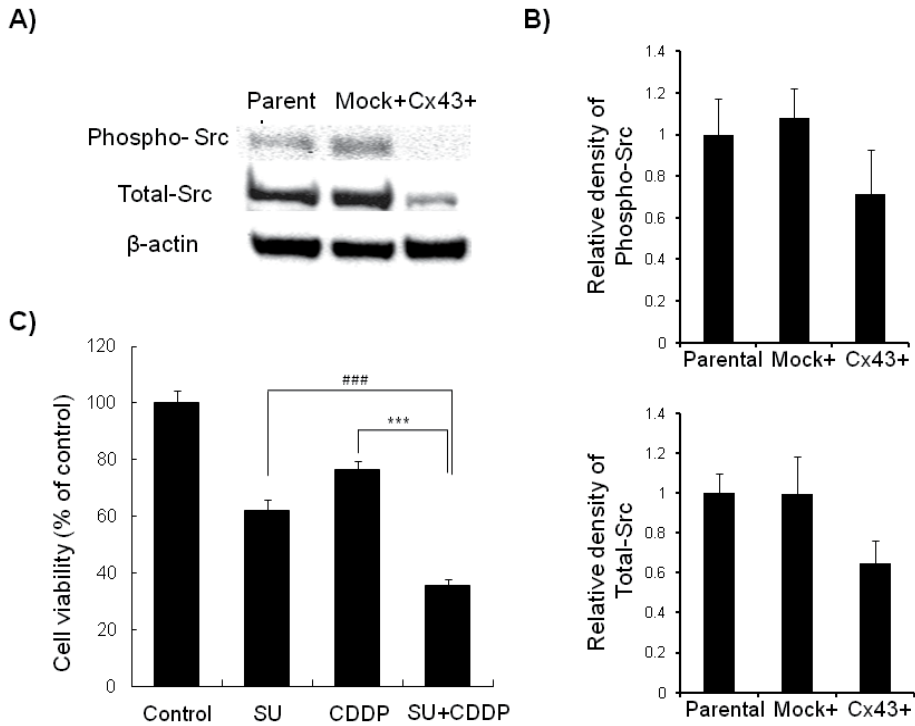 A)
Parent Mock+ Cx43+
Phospho- Src
Total-Src
β-actin
B)
Relative density of
Phospho-Src
1.4
1.2
1
0.8
0.6
0.4
0.2
0
Parental Mock+ Cx43+
Relative density of
Total-Src
1.4
1.2
1
0.8
0.6
0.4
0.2
0
Parental Mock+ Cx43+
C)
Cell viability (% of control)
120
100
80
60
40
20
0
###
***
Control SU CDDP SU+CDDP